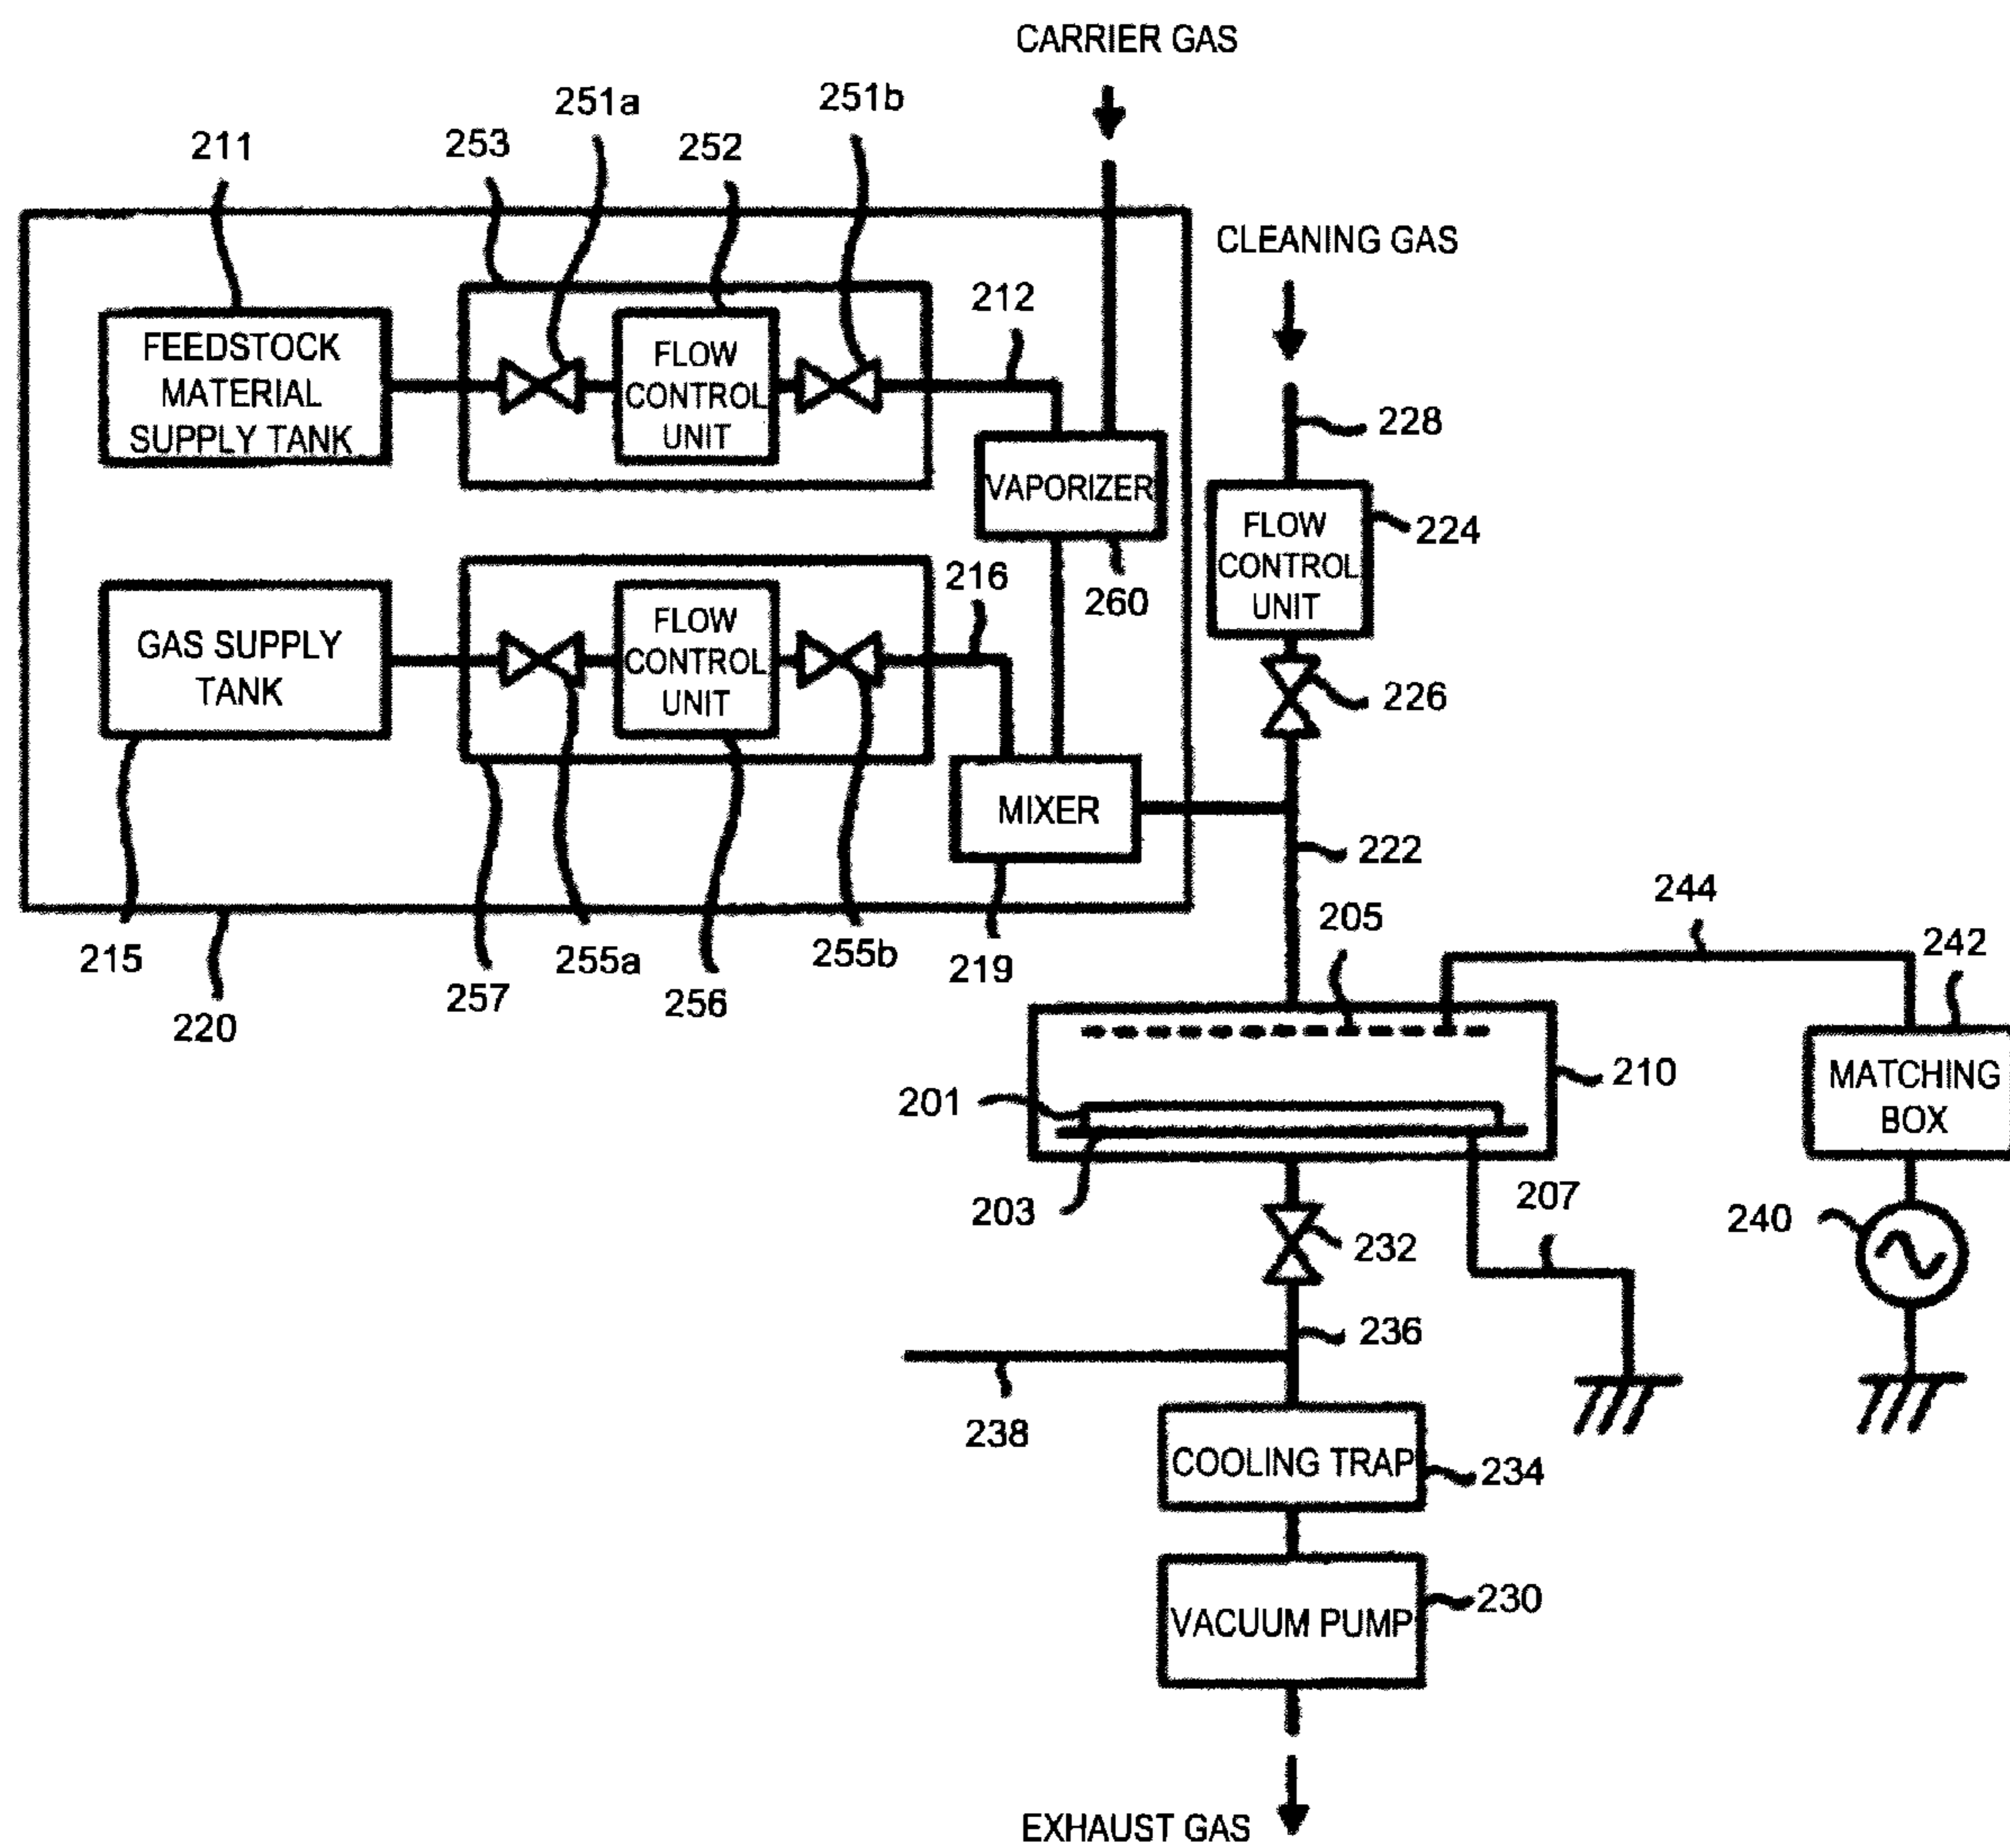 CARRIER GAS
251a
251b
253
252
211
CLEANING GAS
212
FEEDSTOCK
MATERIAL
SUPPLY TANK
FLOW
CONTROL
UNIT
228
VAPORIZER
FLOW
CONTROL
UNIT
224
216
260
GAS SUPPLY
TANK
FLOW
CONTROL
UNIT
226
MIXER
222
244
205
242
215
255a
255b
219
257
256
220
210
MATCHING
BOX
201
203
207
240
232
236
238
COOLING TRAP
234
VACUUM PUMP
230
EXHAUST GAS